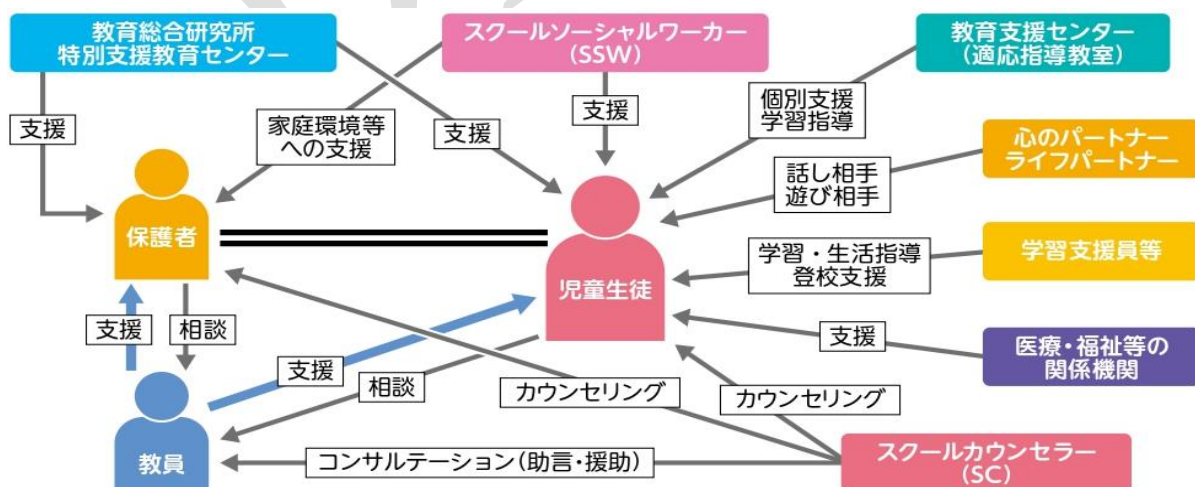 教育総合研究所
特別支援教育センター
スクールソーシャルワーカー
(SSW)
教育支援センター
(適応指導教室)
支援
家庭環境等
への支援
支援
支援
個別支援
学習指導
心のパートナー
ライフパートナー
話し相手
遊び相手
保護者
児童生徒
学習・生活指導
登校支援
学習支援員等
支援
相談
支援
医療・福祉等の
関係機関
支援
相談
カウンセリング
カウンセリング
教員
コンサルテーション(助言・援助)
スクールカウンセラー
(SC)